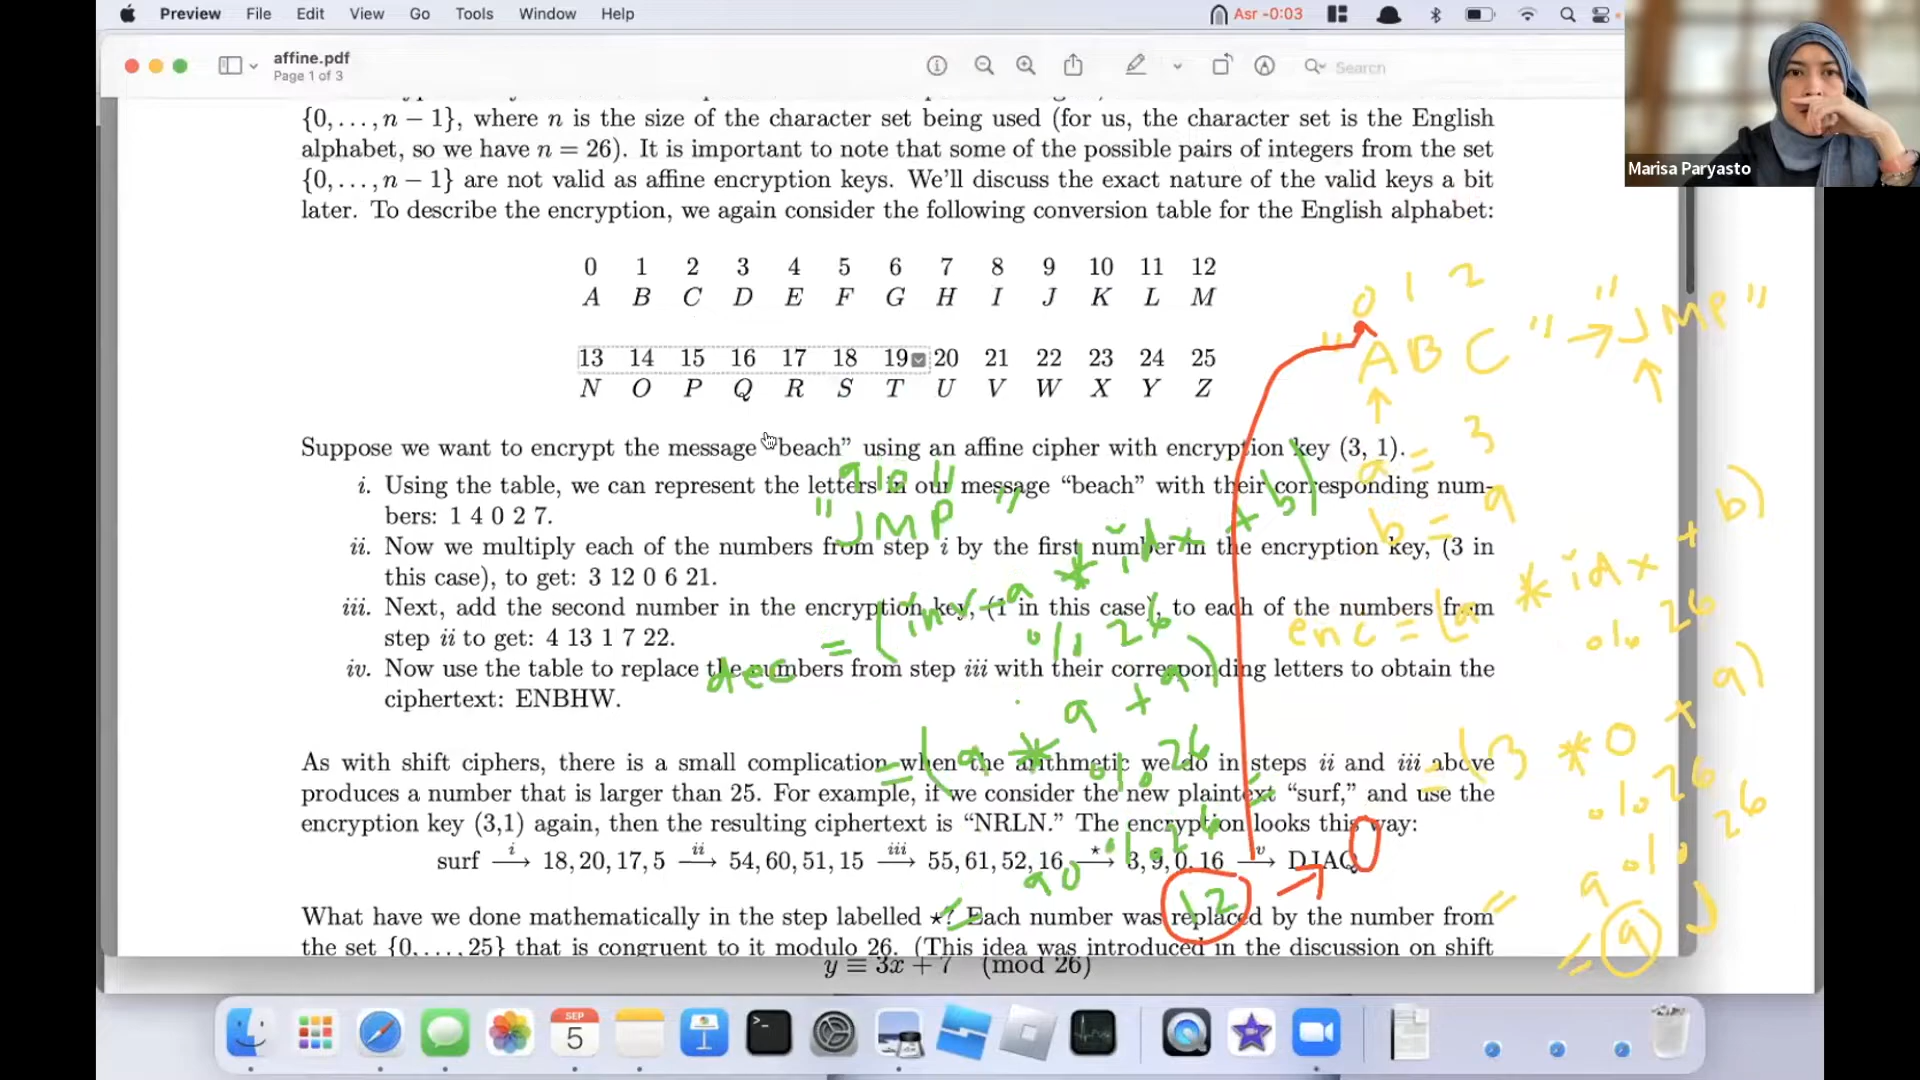 Preview File Edit View Go Tools Window Help Asr -0:03
affine.pdf
Page 1 of 3
Search
Marisa Paryasto
{0, . . . , n − 1}, where n is the size of the character set being used (for us, the character set is the English
alphabet, so we have n = 26). It is important to note that some of the possible pairs of integers from the set
{0, . . . , n − 1} are not valid as affine encryption keys. We'll discuss the exact nature of the valid keys a bit
later. To describe the encryption, we again consider the following conversion table for the English alphabet:
0 1 2 3 4 5 6 7 8 9 10 11 12
A B C D E F G H I J K L M
13 14 15 16 17 18 19 20 21 22 23 24 25
N O P Q R S T U V W X Y Z
0 1 2
"ABC" → "JMP"
a = 3
b = 9
enc = (a * idx + b)
% 26
= (3 * 0 + 9)
% 26
= 9 % 26
= 9 J
Suppose we want to encrypt the message "beach" using an affine cipher with encryption key (3, 1).
i. Using the table, we can represent the letters in our message "beach" with their corresponding num-
bers: 1 4 0 2 7.
ii. Now we multiply each of the numbers from step i by the first number in the encryption key, (3 in
this case), to get: 3 12 0 6 21.
iii. Next, add the second number in the encryption key, (1 in this case), to each of the numbers from
step ii to get: 4 13 1 7 22.
iv. Now use the table to replace the numbers from step iii with their corresponding letters to obtain the
ciphertext: ENBHW.
"JMP"
dec = (inv-a * idx + b)
% 26
= (9 * 9 + 9)
% 26
= 90 % 26 =
12 → 0
As with shift ciphers, there is a small complication when the arithmetic we do in steps ii and iii above
produces a number that is larger than 25. For example, if we consider the new plaintext "surf," and use the
encryption key (3,1) again, then the resulting ciphertext is "NRLN." The encryption looks this way:
surf i→ 18, 20, 17, 5 ii→ 54, 60, 51, 15 iii→ 55, 61, 52, 16 ⋆→ 3, 9, 0, 16 v→ DJAQ
What have we done mathematically in the step labelled ⋆? Each number was replaced by the number from
the set {0, . . . , 25} that is congruent to it modulo 26. (This idea was introduced in the discussion on shift
y ≡ 3x + 7 (mod 26)
SEP
5